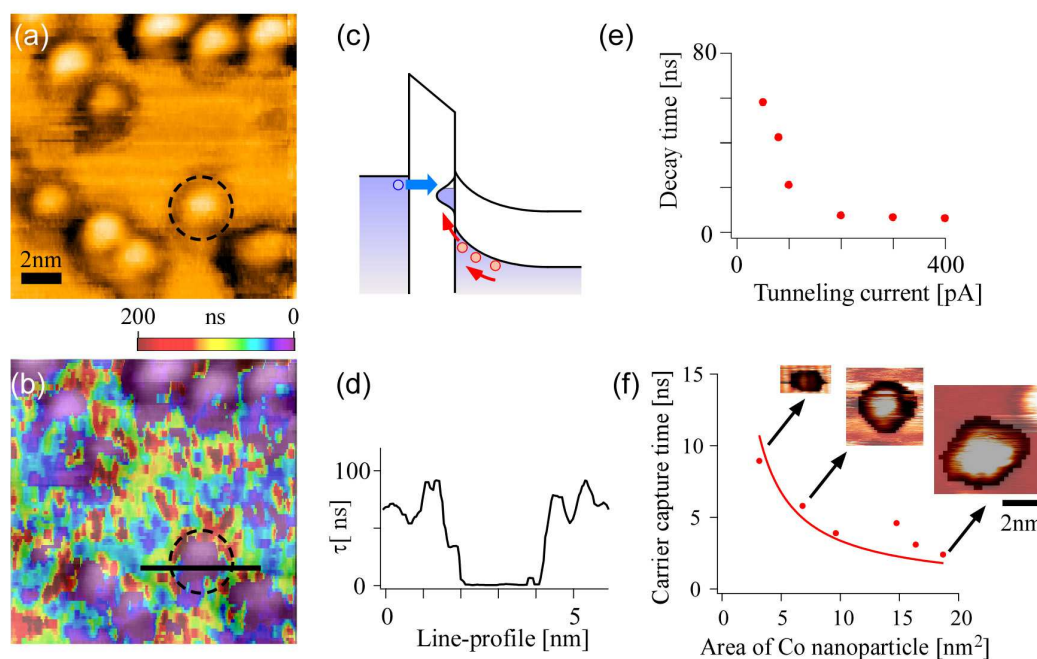 (a)
2nm
200 ns 0
(b)
(c)
(d)
τ[ ns]
100
0
0 5
Line-profile [nm]
(e)
Decay time [ns]
80
0
0 400
Tunneling current [pA]
(f)
Carrier capture time [ns]
15
10
5
0
0 5 10 15 20
Area of Co nanoparticle [nm²]
2nm